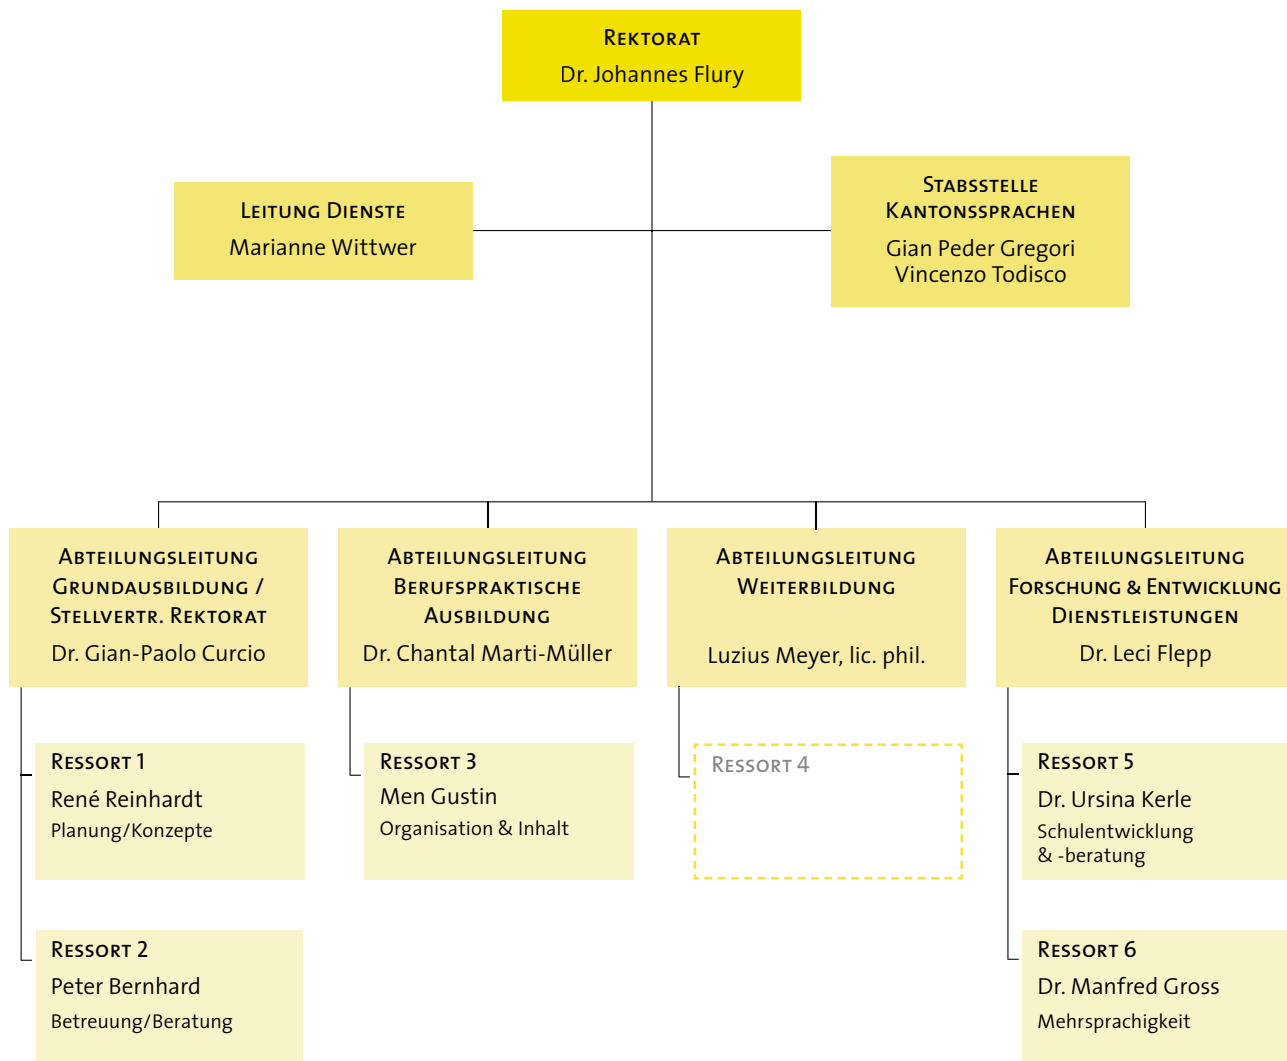 REKTORAT
Dr. Johannes Flury
LEITUNG DIENSTE
Marianne Wittwer
STABSSTELLE
KANTONSSPRACHEN
Gian Peder Gregori
Vincenzo Todisco
ABTEILUNGSLEITUNG
GRUNDAUSBILDUNG /
STELLVERTR. REKTORAT
Dr. Gian-Paolo Curcio
ABTEILUNGSLEITUNG
BERUFSPRAKTISCHE
AUSBILDUNG
Dr. Chantal Marti-Müller
ABTEILUNGSLEITUNG
WEITERBILDUNG
Luzius Meyer, lic. phil.
ABTEILUNGSLEITUNG
FORSCHUNG & ENTWICKLUNG
DIENSTLEISTUNGEN
Dr. Leci Flepp
RESSORT 1
René Reinhardt
Planung/Konzepte
RESSORT 3
Men Gustin
Organisation & Inhalt
RESSORT 4
RESSORT 5
Dr. Ursina Kerle
Schulentwicklung
& -beratung
RESSORT 2
Peter Bernhard
Betreuung/Beratung
RESSORT 6
Dr. Manfred Gross
Mehrsprachigkeit